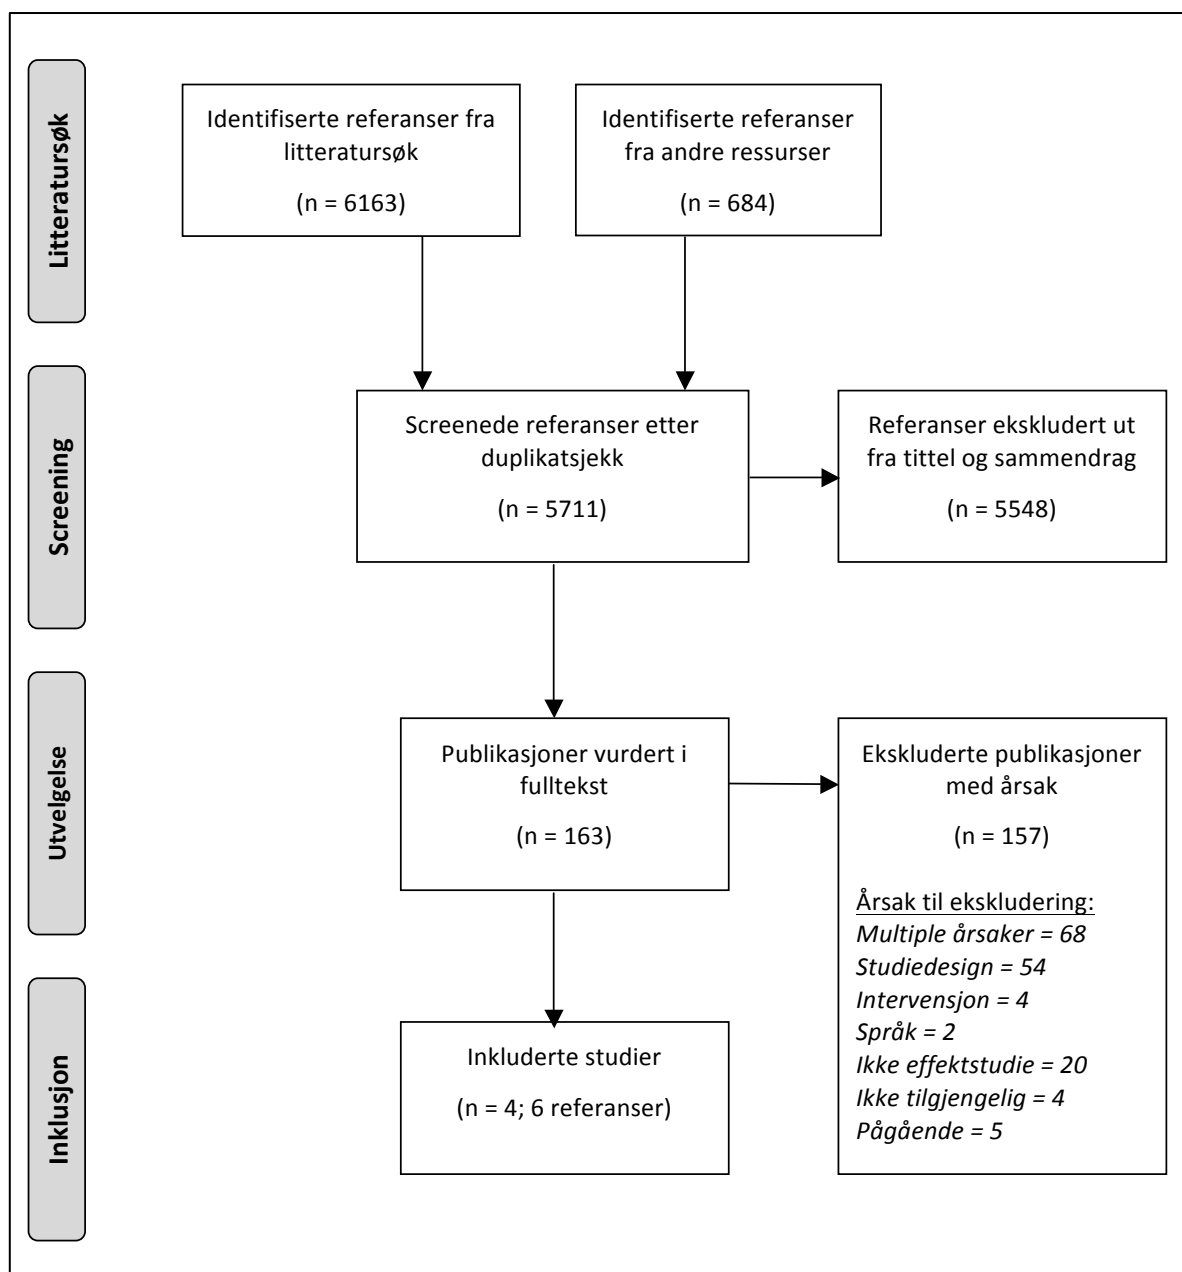 Litteratursøk
Identifiserte referanser fra
litteratursøk
(n = 6163)
Identifiserte referanser
fra andre ressurser
(n = 684)
Screening
Screenede referanser etter
duplikatsjekk
(n = 5711)
Referanser ekskludert ut
fra tittel og sammendrag
(n = 5548)
Utvelgelse
Publikasjoner vurdert i
fulltekst
(n = 163)
Ekskluderte publikasjoner
med årsak
(n = 157)
Årsak til ekskludering:
Multiple årsaker = 68
Studiedesign = 54
Intervensjon = 4
Språk = 2
Ikke effektstudie = 20
Ikke tilgjengelig = 4
Pågående = 5
Inklusjon
Inkluderte studier
(n = 4; 6 referanser)